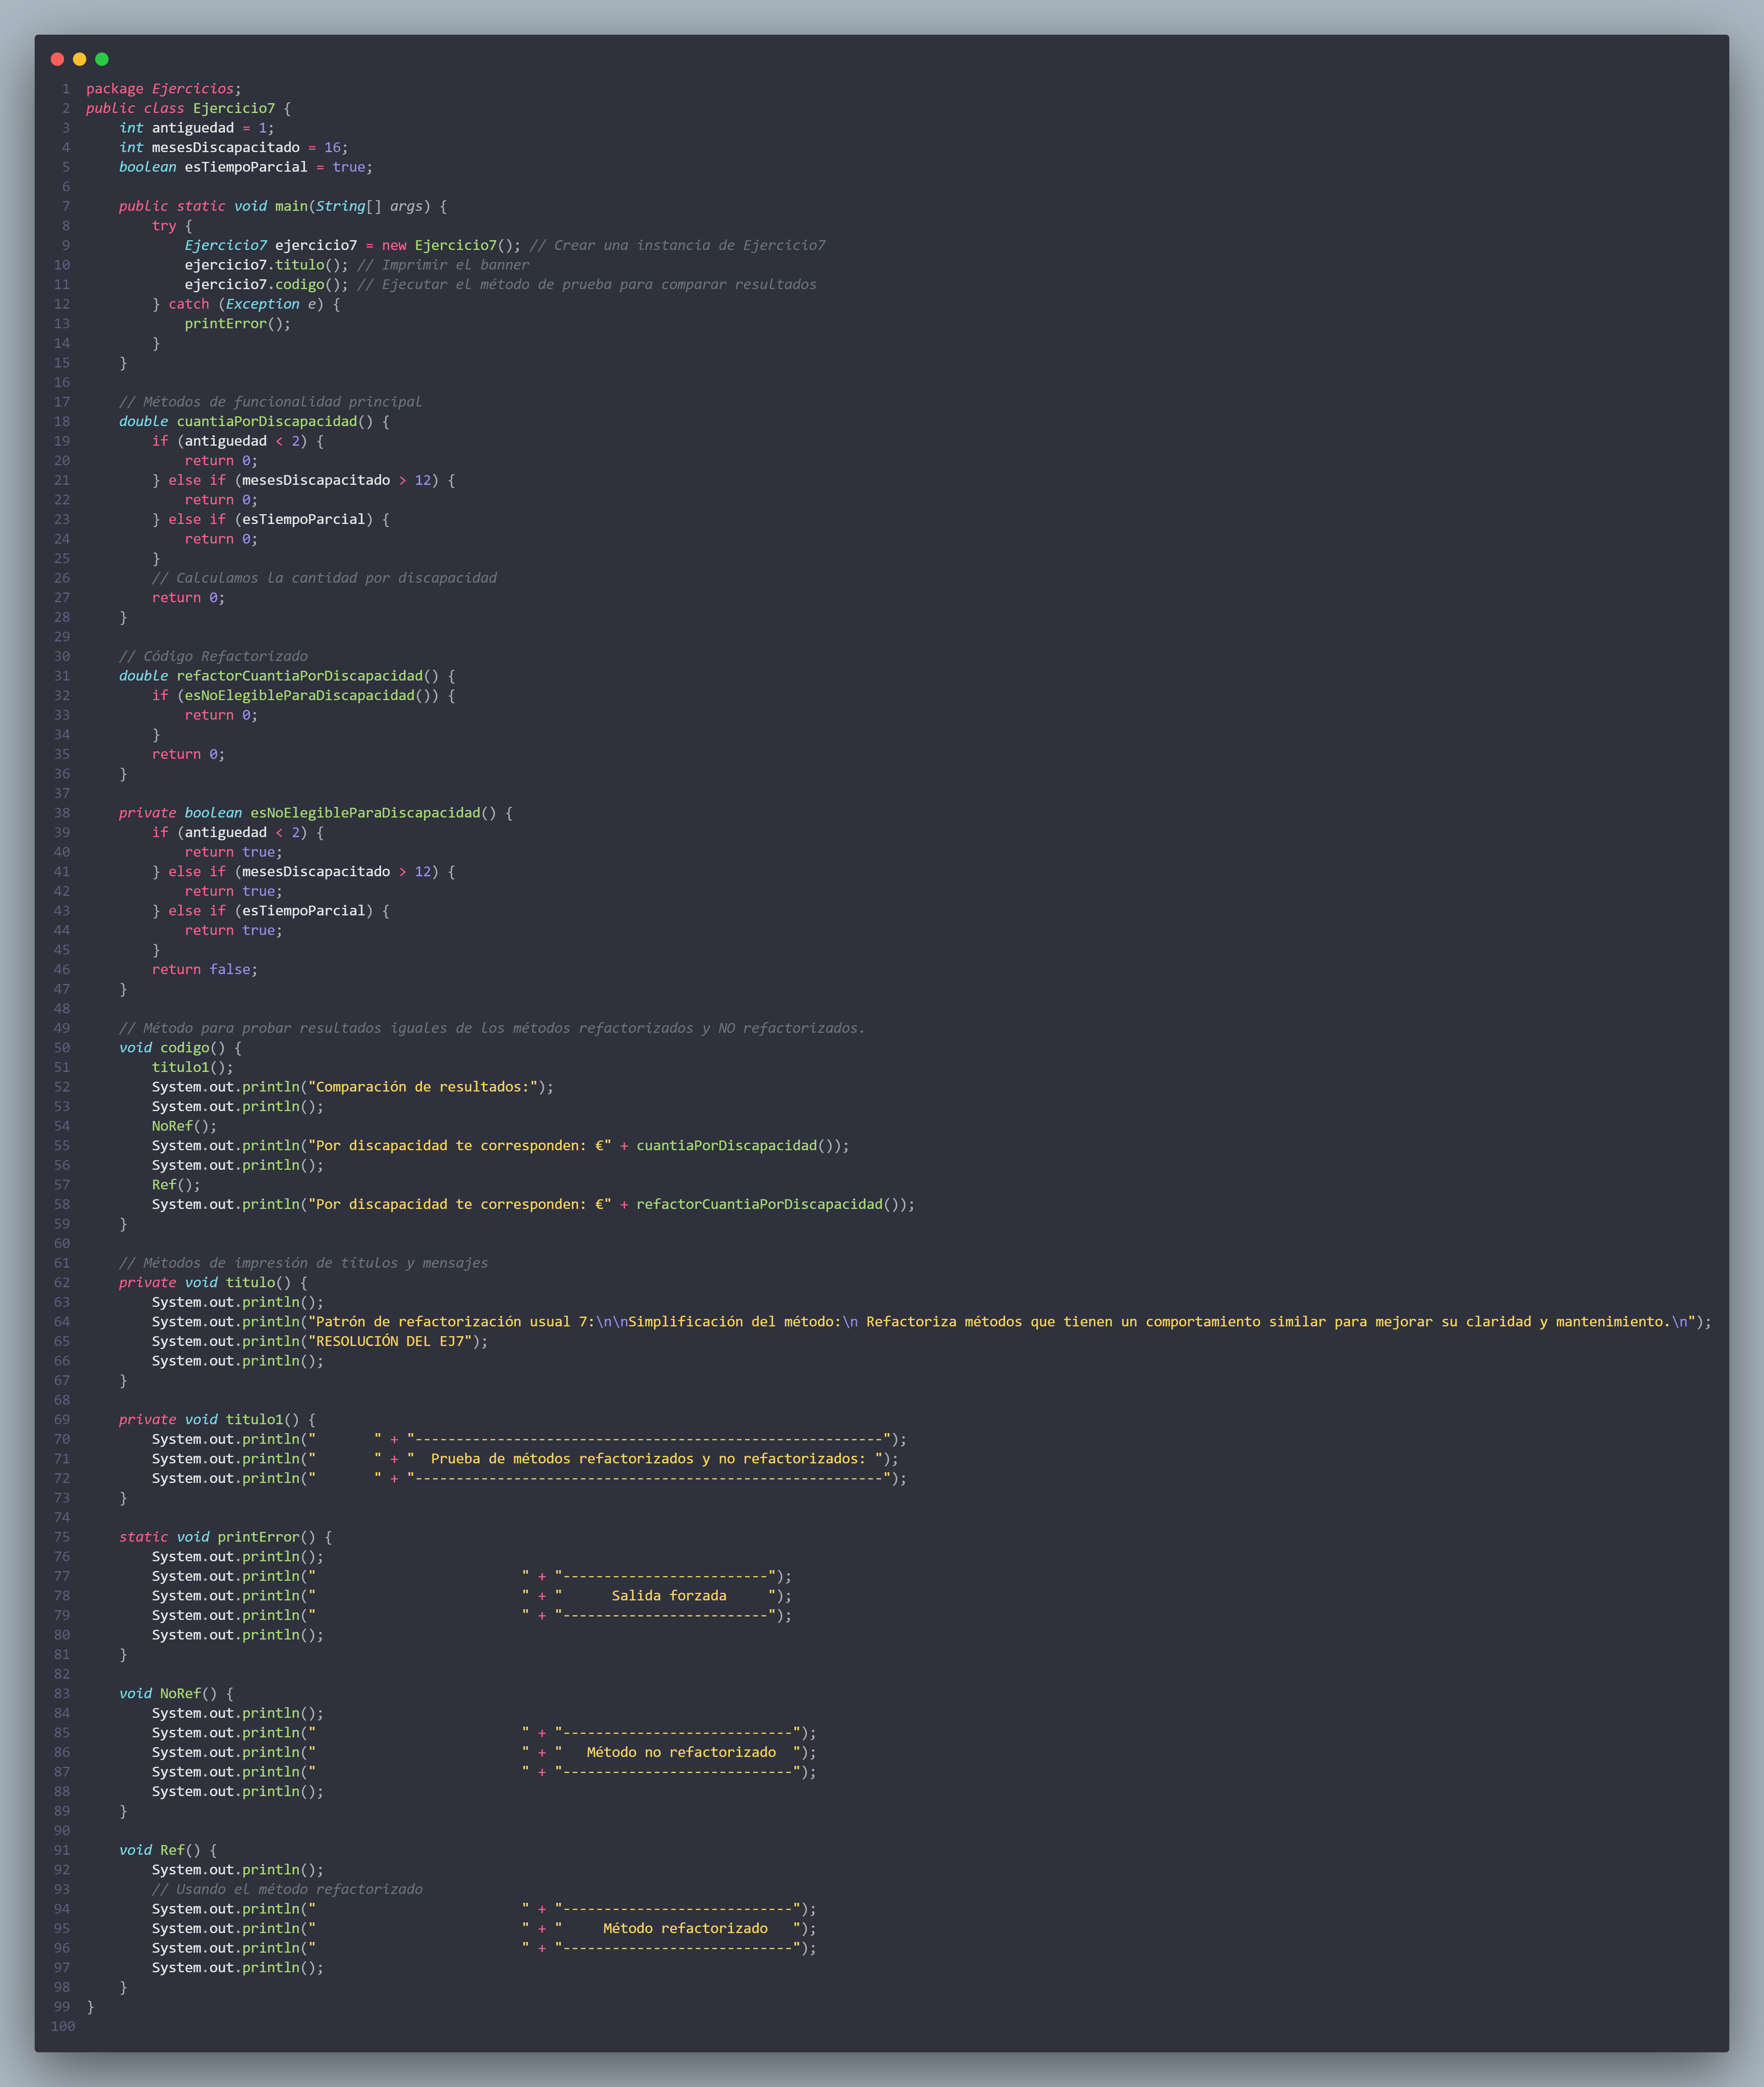 1 package Ejercicios;
2 public class Ejercicio7 {
3     int antiguedad = 1;
4     int mesesDiscapacitado = 16;
5     boolean esTiempoParcial = true;
6
7     public static void main(String[] args) {
8         try {
9             Ejercicio7 ejercicio7 = new Ejercicio7(); // Crear una instancia de Ejercicio7
10             ejercicio7.titulo(); // Imprimir el banner
11             ejercicio7.codigo(); // Ejecutar el método de prueba para comparar resultados
12         } catch (Exception e) {
13             printError();
14         }
15     }
16
17     // Métodos de funcionalidad principal
18     double cuantiaPorDiscapacidad() {
19         if (antiguedad < 2) {
20             return 0;
21         } else if (mesesDiscapacitado > 12) {
22             return 0;
23         } else if (esTiempoParcial) {
24             return 0;
25         }
26         // Calculamos la cantidad por discapacidad
27         return 0;
28     }
29
30     // Código Refactorizado
31     double refactorCuantiaPorDiscapacidad() {
32         if (esNoElegibleParaDiscapacidad()) {
33             return 0;
34         }
35         return 0;
36     }
37
38     private boolean esNoElegibleParaDiscapacidad() {
39         if (antiguedad < 2) {
40             return true;
41         } else if (mesesDiscapacitado > 12) {
42             return true;
43         } else if (esTiempoParcial) {
44             return true;
45         }
46         return false;
47     }
48
49     // Método para probar resultados iguales de los métodos refactorizados y NO refactorizados.
50     void codigo() {
51         titulo1();
52         System.out.println("Comparación de resultados:");
53         System.out.println();
54         NoRef();
55         System.out.println("Por discapacidad te corresponden: €" + cuantiaPorDiscapacidad());
56         System.out.println();
57         Ref();
58         System.out.println("Por discapacidad te corresponden: €" + refactorCuantiaPorDiscapacidad());
59     }
60
61     // Métodos de impresión de títulos y mensajes
62     private void titulo() {
63         System.out.println();
64         System.out.println("Patrón de refactorización usual 7:\n\nSimplificación del método:\n Refactoriza métodos que tienen un comportamiento similar para mejorar su claridad y mantenimiento.\n");
65         System.out.println("RESOLUCIÓN DEL EJ7");
66         System.out.println();
67     }
68
69     private void titulo1() {
70         System.out.println("       " + "---------------------------------------------------------");
71         System.out.println("       " + "  Prueba de métodos refactorizados y no refactorizados: ");
72         System.out.println("       " + "---------------------------------------------------------");
73     }
74
75     static void printError() {
76         System.out.println();
77         System.out.println("                         " + "-------------------------");
78         System.out.println("                         " + "      Salida forzada     ");
79         System.out.println("                         " + "-------------------------");
80         System.out.println();
81     }
82
83     void NoRef() {
84         System.out.println();
85         System.out.println("                         " + "----------------------------");
86         System.out.println("                         " + "   Método no refactorizado  ");
87         System.out.println("                         " + "----------------------------");
88         System.out.println();
89     }
90
91     void Ref() {
92         System.out.println();
93         // Usando el método refactorizado
94         System.out.println("                         " + "----------------------------");
95         System.out.println("                         " + "     Método refactorizado   ");
96         System.out.println("                         " + "----------------------------");
97         System.out.println();
98     }
99 }
100